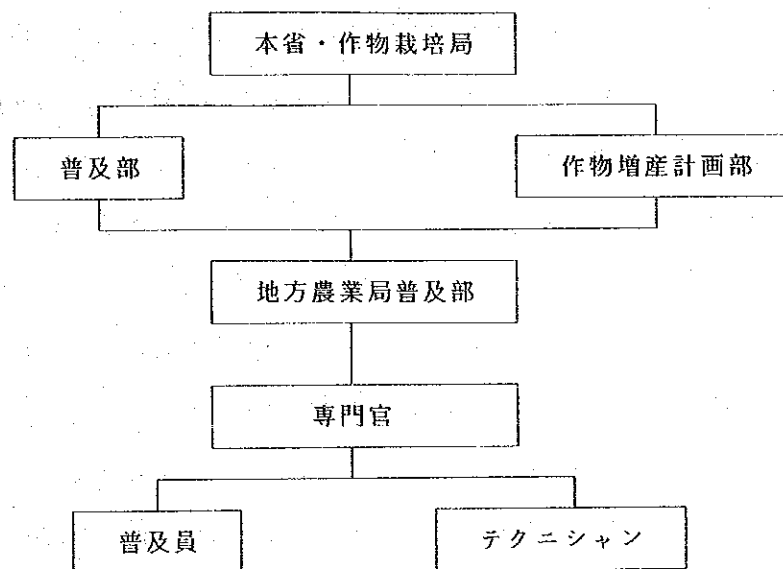 本省・作物栽培局
普及部
作物増産計画部
地方農業局普及部
専門官
普及員
テクニシャン